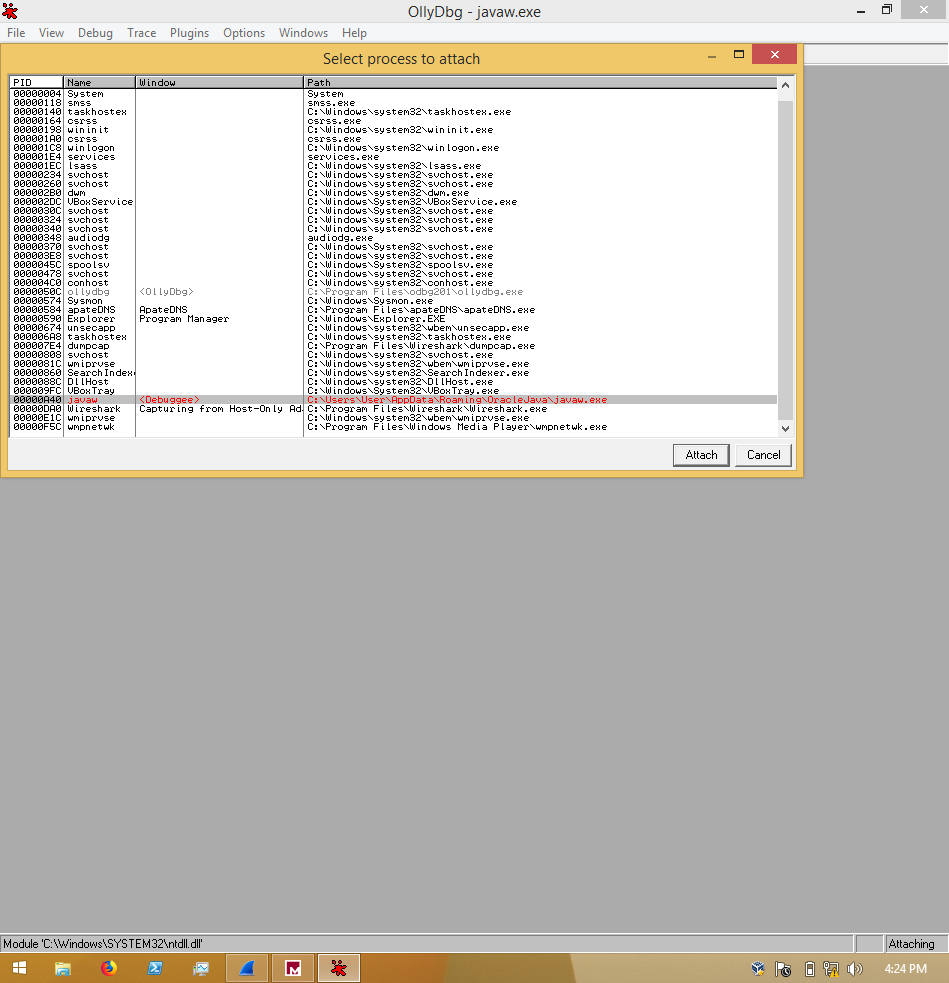 OllyDbg - javaw.exe
File View Debug Trace Plugins Options Windows Help
Select process to attach
PID Name Window Path
00000004 System System
00000118 smss smss.exe
00000140 taskhostex C:\Windows\system32\taskhostex.exe
00000164 csrss csrss.exe
00000198 wininit C:\Windows\system32\wininit.exe
000001A0 csrss csrss.exe
000001C8 winlogon C:\Windows\system32\winlogon.exe
000001E4 services services.exe
000001EC lsass C:\Windows\system32\lsass.exe
00000234 svchost C:\Windows\system32\svchost.exe
00000260 svchost C:\Windows\system32\svchost.exe
000002B0 dwm C:\Windows\system32\dwm.exe
000002DC VBoxService C:\Windows\System32\VBoxService.exe
0000030C svchost C:\Windows\System32\svchost.exe
00000324 svchost C:\Windows\system32\svchost.exe
00000340 svchost C:\Windows\system32\svchost.exe
00000348 audiodg audiodg.exe
00000370 svchost C:\Windows\System32\svchost.exe
000003E8 svchost C:\Windows\system32\svchost.exe
0000045C spoolsv C:\Windows\System32\spoolsv.exe
00000478 svchost C:\Windows\system32\svchost.exe
000004C0 conhost C:\Windows\system32\conhost.exe
0000050C ollydbg <OllyDbg> C:\Program Files\odbg201\ollydbg.exe
00000574 Sysmon C:\Windows\Sysmon.exe
00000584 apateDNS ApateDNS C:\Program Files\apateDNS\apateDNS.exe
00000590 Explorer Program Manager C:\Windows\Explorer.EXE
00000674 unsecapp C:\Windows\system32\wbem\unsecapp.exe
000006A8 taskhostex C:\Windows\system32\taskhostex.exe
000007E4 dumpcap C:\Program Files\Wireshark\dumpcap.exe
00000808 svchost C:\Windows\system32\svchost.exe
0000081C wmiprvse C:\Windows\system32\wbem\wmiprvse.exe
00000860 SearchIndex C:\Windows\system32\SearchIndexer.exe
0000088C DllHost C:\Windows\system32\DllHost.exe
000009FC VBoxTray C:\Windows\System32\VBoxTray.exe
00000A40 javaw <Debuggee> C:\Users\User\AppData\Roaming\OracleJava\javaw.exe
00000DA0 Wireshark Capturing from Host-Only Ad C:\Program Files\Wireshark\Wireshark.exe
00000E1C wmiprvse C:\Windows\system32\wbem\wmiprvse.exe
00000F5C wmpnetwk C:\Program Files\Windows Media Player\wmpnetwk.exe
Attach Cancel
Module 'C:\Windows\SYSTEM32\ntdll.dll' Attaching
4:24 PM